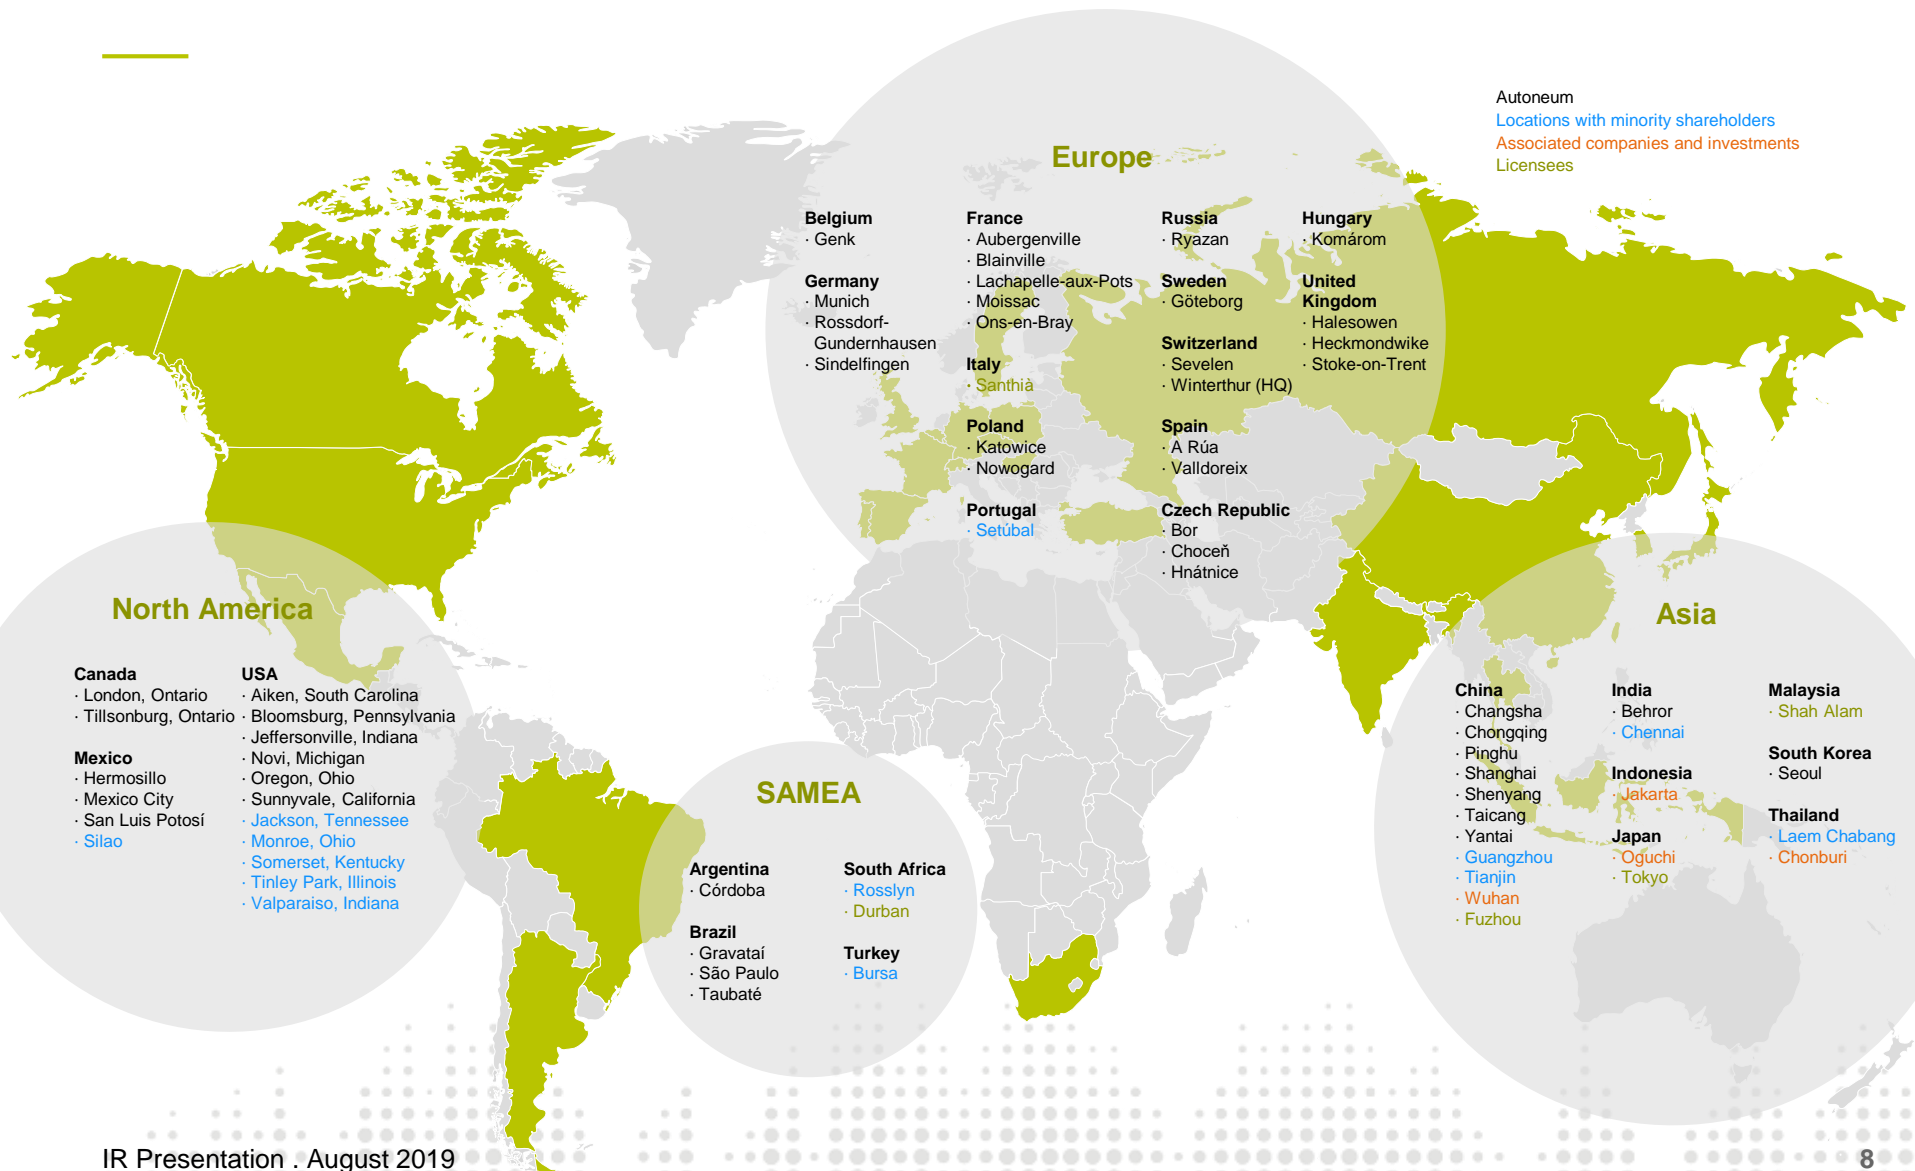 Autoneum
Locations with minority shareholders
Associated companies and investments
Licensees
Europe
Belgium
· Genk
Germany
· Munich
· Rossdorf-
Gundernhausen
· Sindelfingen
France
· Aubergenville
· Blainville
· Lachapelle-aux-Pots
· Moissac
· Ons-en-Bray
Italy
· Santhià
Poland
· Katowice
· Nowogard
Portugal
· Setúbal
Russia
· Ryazan
Sweden
· Göteborg
Switzerland
· Sevelen
· Winterthur (HQ)
Spain
· A Rúa
· Valldoreix
Czech Republic
· Bor
· Choceň
· Hnátnice
Hungary
· Komárom
United
Kingdom
· Halesowen
· Heckmondwike
· Stoke-on-Trent
North America
Canada
· London, Ontario
· Tillsonburg, Ontario
Mexico
· Hermosillo
· Mexico City
· San Luis Potosí
· Silao
USA
· Aiken, South Carolina
· Bloomsburg, Pennsylvania
· Jeffersonville, Indiana
· Novi, Michigan
· Oregon, Ohio
· Sunnyvale, California
· Jackson, Tennessee
· Monroe, Ohio
· Somerset, Kentucky
· Tinley Park, Illinois
· Valparaiso, Indiana
SAMEA
Argentina
· Córdoba
Brazil
· Gravataí
· São Paulo
· Taubaté
South Africa
· Rosslyn
· Durban
Turkey
· Bursa
Asia
China
· Changsha
· Chongqing
· Pinghu
· Shanghai
· Shenyang
· Taicang
· Yantai
· Guangzhou
· Tianjin
· Wuhan
· Fuzhou
India
· Behror
· Chennai
Indonesia
· Jakarta
Japan
· Oguchi
· Tokyo
Malaysia
· Shah Alam
South Korea
· Seoul
Thailand
· Laem Chabang
· Chonburi
IR Presentation . August 2019
8